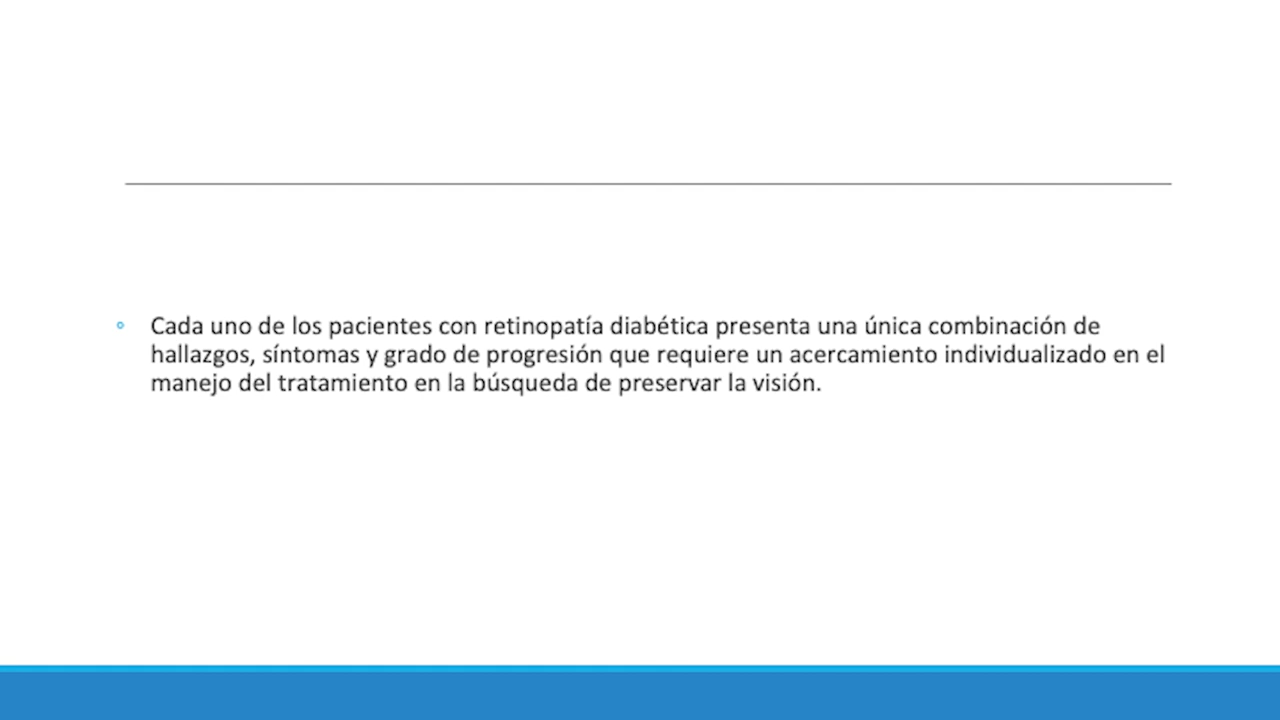 Cada uno de los pacientes con retinopatía diabética presenta una única combinación de
hallazgos, síntomas y grado de progresión que requiere un acercamiento individualizado en el
manejo del tratamiento en la búsqueda de preservar la visión.